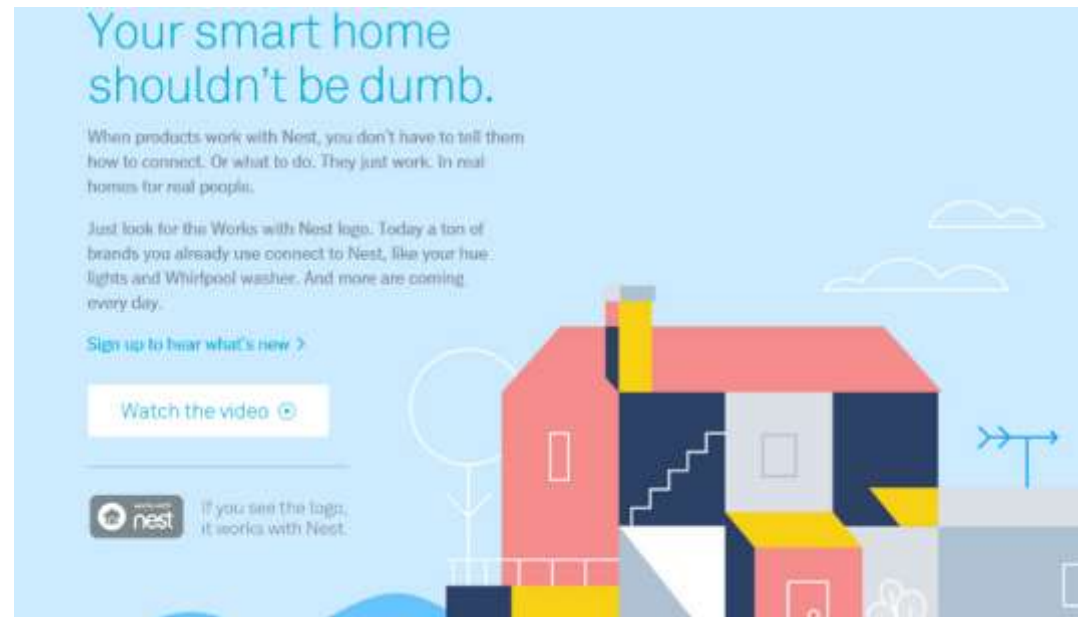 Your smart home
shouldn't be dumb.
When products work with Nest, you don't have to tell them
how to connect. Or what to do. They just work. In real
homes for real people.
Just look for the Works with Nest logo. Today a ton of
brands you already use connect to Nest, like your hue
lights and Whirlpool washer. And more are coming
every day.
Sign up to hear what's new >
Watch the video
nest
If you see the logo,
it works with Nest.